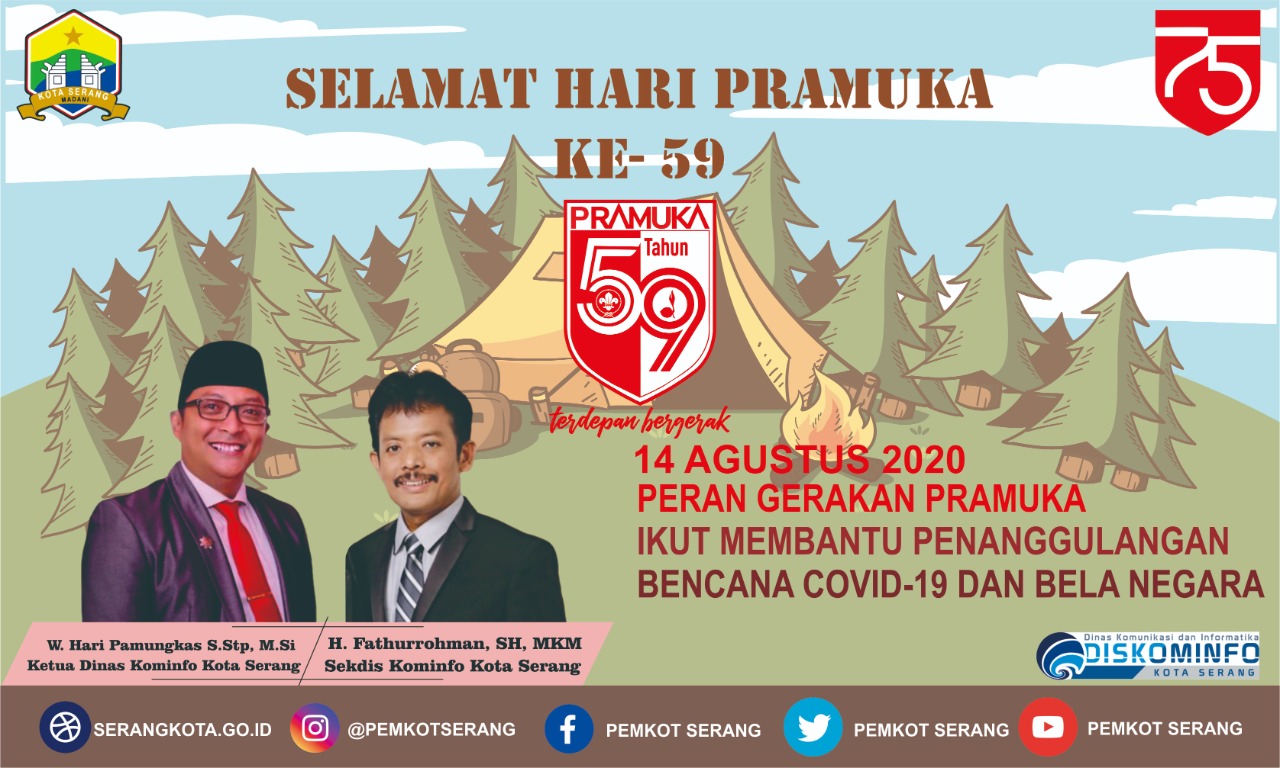 KOTA SERANG
MADANI
75
SELAMAT HARI PRAMUKA
KE- 59
PRAMUKA
Tahun
59
terdepan bergerak
14 AGUSTUS 2020
PERAN GERAKAN PRAMUKA
IKUT MEMBANTU PENANGGULANGAN
BENCANA COVID-19 DAN BELA NEGARA
W. Hari Pamungkas S.Stp, M.Si
Ketua Dinas Kominfo Kota Serang
H. Fathurrohman, SH, MKM
Sekdis Kominfo Kota Serang
Dinas Komunikasi dan Informatika
DISKOMINFO
KOTA SERANG
SERANGKOTA.GO.ID
@PEMKOTSERANG
PEMKOT SERANG
PEMKOT SERANG
PEMKOT SERANG